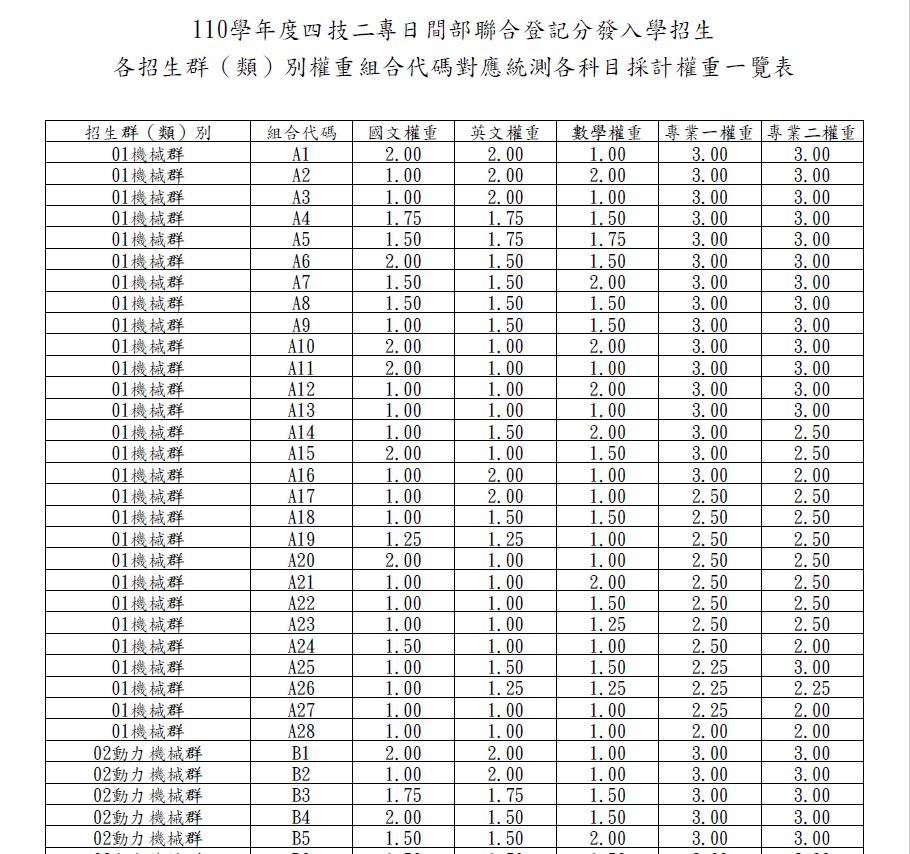 110學年度四技二專日間部聯合登記分發入學招生
各招生群（類）別權重組合代碼對應統測各科目採計權重一覽表
招生群（類）別 組合代碼 國文權重 英文權重 數學權重 專業一權重 專業二權重
01機械群 A1 2.00 2.00 1.00 3.00 3.00
01機械群 A2 1.00 2.00 2.00 3.00 3.00
01機械群 A3 1.00 2.00 1.00 3.00 3.00
01機械群 A4 1.75 1.75 1.50 3.00 3.00
01機械群 A5 1.50 1.75 1.75 3.00 3.00
01機械群 A6 2.00 1.50 1.50 3.00 3.00
01機械群 A7 1.50 1.50 2.00 3.00 3.00
01機械群 A8 1.50 1.50 1.50 3.00 3.00
01機械群 A9 1.00 1.50 1.50 3.00 3.00
01機械群 A10 2.00 1.00 2.00 3.00 3.00
01機械群 A11 2.00 1.00 1.00 3.00 3.00
01機械群 A12 1.00 1.00 2.00 3.00 3.00
01機械群 A13 1.00 1.00 1.00 3.00 3.00
01機械群 A14 1.00 1.50 2.00 3.00 2.50
01機械群 A15 2.00 1.00 1.50 3.00 2.50
01機械群 A16 1.00 2.00 1.00 3.00 2.00
01機械群 A17 1.00 2.00 1.00 2.50 2.50
01機械群 A18 1.00 1.50 1.50 2.50 2.50
01機械群 A19 1.25 1.25 1.00 2.50 2.50
01機械群 A20 2.00 1.00 1.00 2.50 2.50
01機械群 A21 1.00 1.00 2.00 2.50 2.50
01機械群 A22 1.00 1.00 1.50 2.50 2.50
01機械群 A23 1.00 1.00 1.25 2.50 2.50
01機械群 A24 1.50 1.00 1.00 2.50 2.00
01機械群 A25 1.00 1.50 1.50 2.25 3.00
01機械群 A26 1.00 1.25 1.25 2.25 2.25
01機械群 A27 1.00 1.00 1.00 2.25 2.00
01機械群 A28 1.00 1.00 1.00 2.00 2.00
02動力機械群 B1 2.00 2.00 1.00 3.00 3.00
02動力機械群 B2 1.00 2.00 1.00 3.00 3.00
02動力機械群 B3 1.75 1.75 1.50 3.00 3.00
02動力機械群 B4 2.00 1.50 1.50 3.00 3.00
02動力機械群 B5 1.50 1.50 2.00 3.00 3.00